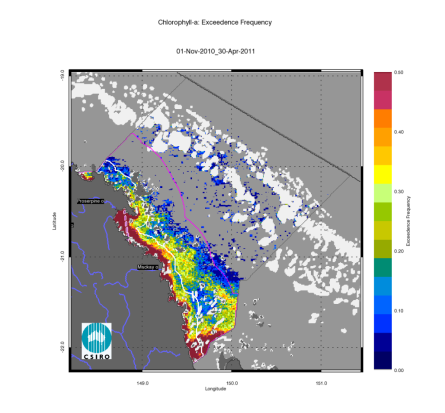 Chlorophyll-a: Exceedence Frequency
01-Nov-2010_30-Apr-2011
-19.0
-20.0
-21.0
-22.0
Latitude
Proserpine o
Mackay o
CSIRO
149.0
150.0
151.0
Longitude
0.50
0.40
0.30
0.20
0.10
0.00
Exceedence Frequency